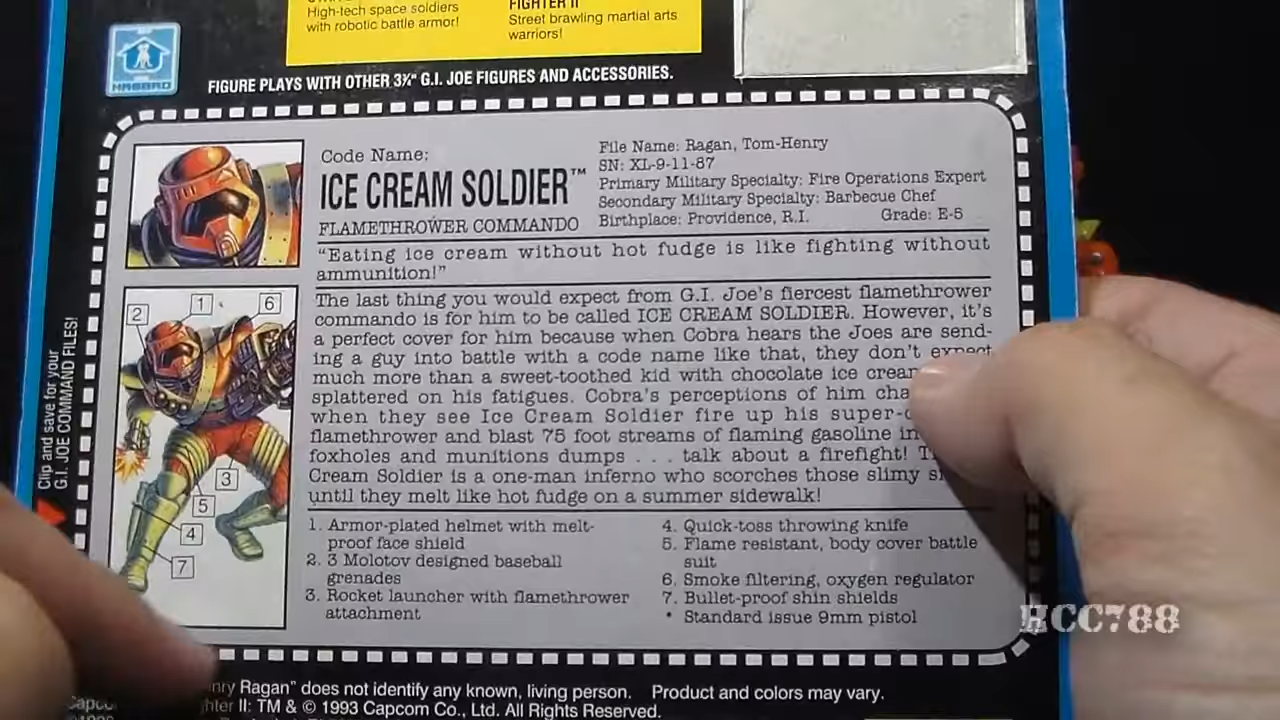 High-tech space soldiers
with robotic battle armor!
FIGHTER II
Street brawling martial arts
warriors!
HASBRO
FIGURE PLAYS WITH OTHER 3¾" G.I. JOE FIGURES AND ACCESSORIES.
Code Name:
ICE CREAM SOLDIER™
FLAMETHROWER COMMANDO
File Name: Ragan, Tom-Henry
SN: XL-9-11-87
Primary Military Specialty: Fire Operations Expert
Secondary Military Specialty: Barbecue Chef
Birthplace: Providence, R.I. Grade: E-5
"Eating ice cream without hot fudge is like fighting without
ammunition!"
The last thing you would expect from G.I. Joe's fiercest flamethrower
commando is for him to be called ICE CREAM SOLDIER. However, it's
a perfect cover for him because when Cobra hears the Joes are send-
ing a guy into battle with a code name like that, they don't expect
much more than a sweet-toothed kid with chocolate ice
splattered on his fatigues. Cobra's perceptions of him
when they see Ice Cream Soldier fire up his
flamethrower and blast 75 foot streams of flaming gasoline
foxholes and munitions dumps . . . talk about a firefight!
Cream Soldier is a one-man inferno who scorches those slimy
until they melt like hot fudge on a summer sidewalk!
2
1
6
3
5
4
7
1. Armor-plated helmet with melt-
proof face shield
2. 3 Molotov designed baseball
grenades
3. Rocket launcher with flamethrower
attachment
4. Quick-toss throwing knife
5. Flame resistant, body cover battle
suit
6. Smoke filtering, oxygen regulator
7. Bullet-proof shin shields
• Standard issue 9mm pistol
Clip and save for your
G.I. JOE COMMAND FILES!
HCC788
Ragan" does not identify any known, living person. Product and colors may vary.
II: TM & © 1993 Capcom Co., Ltd. All Rights Reserved.